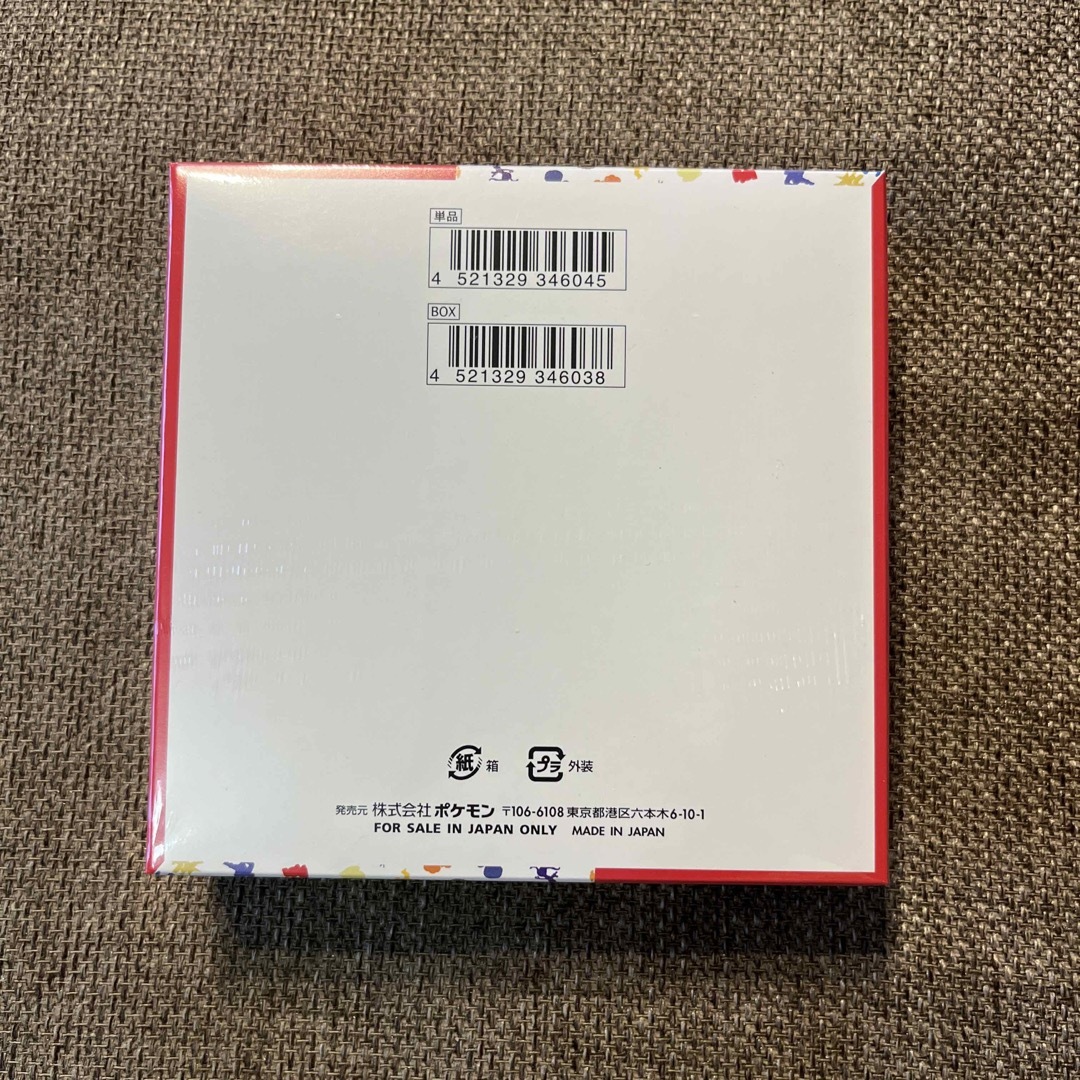 単品
4 521329 346045
BOX
4 521329 346038
紙 箱 プラ 外装
発売元 株式会社 ポケモン 〒106-6108 東京都港区六本木6-10-1
FOR SALE IN JAPAN ONLY MADE IN JAPAN